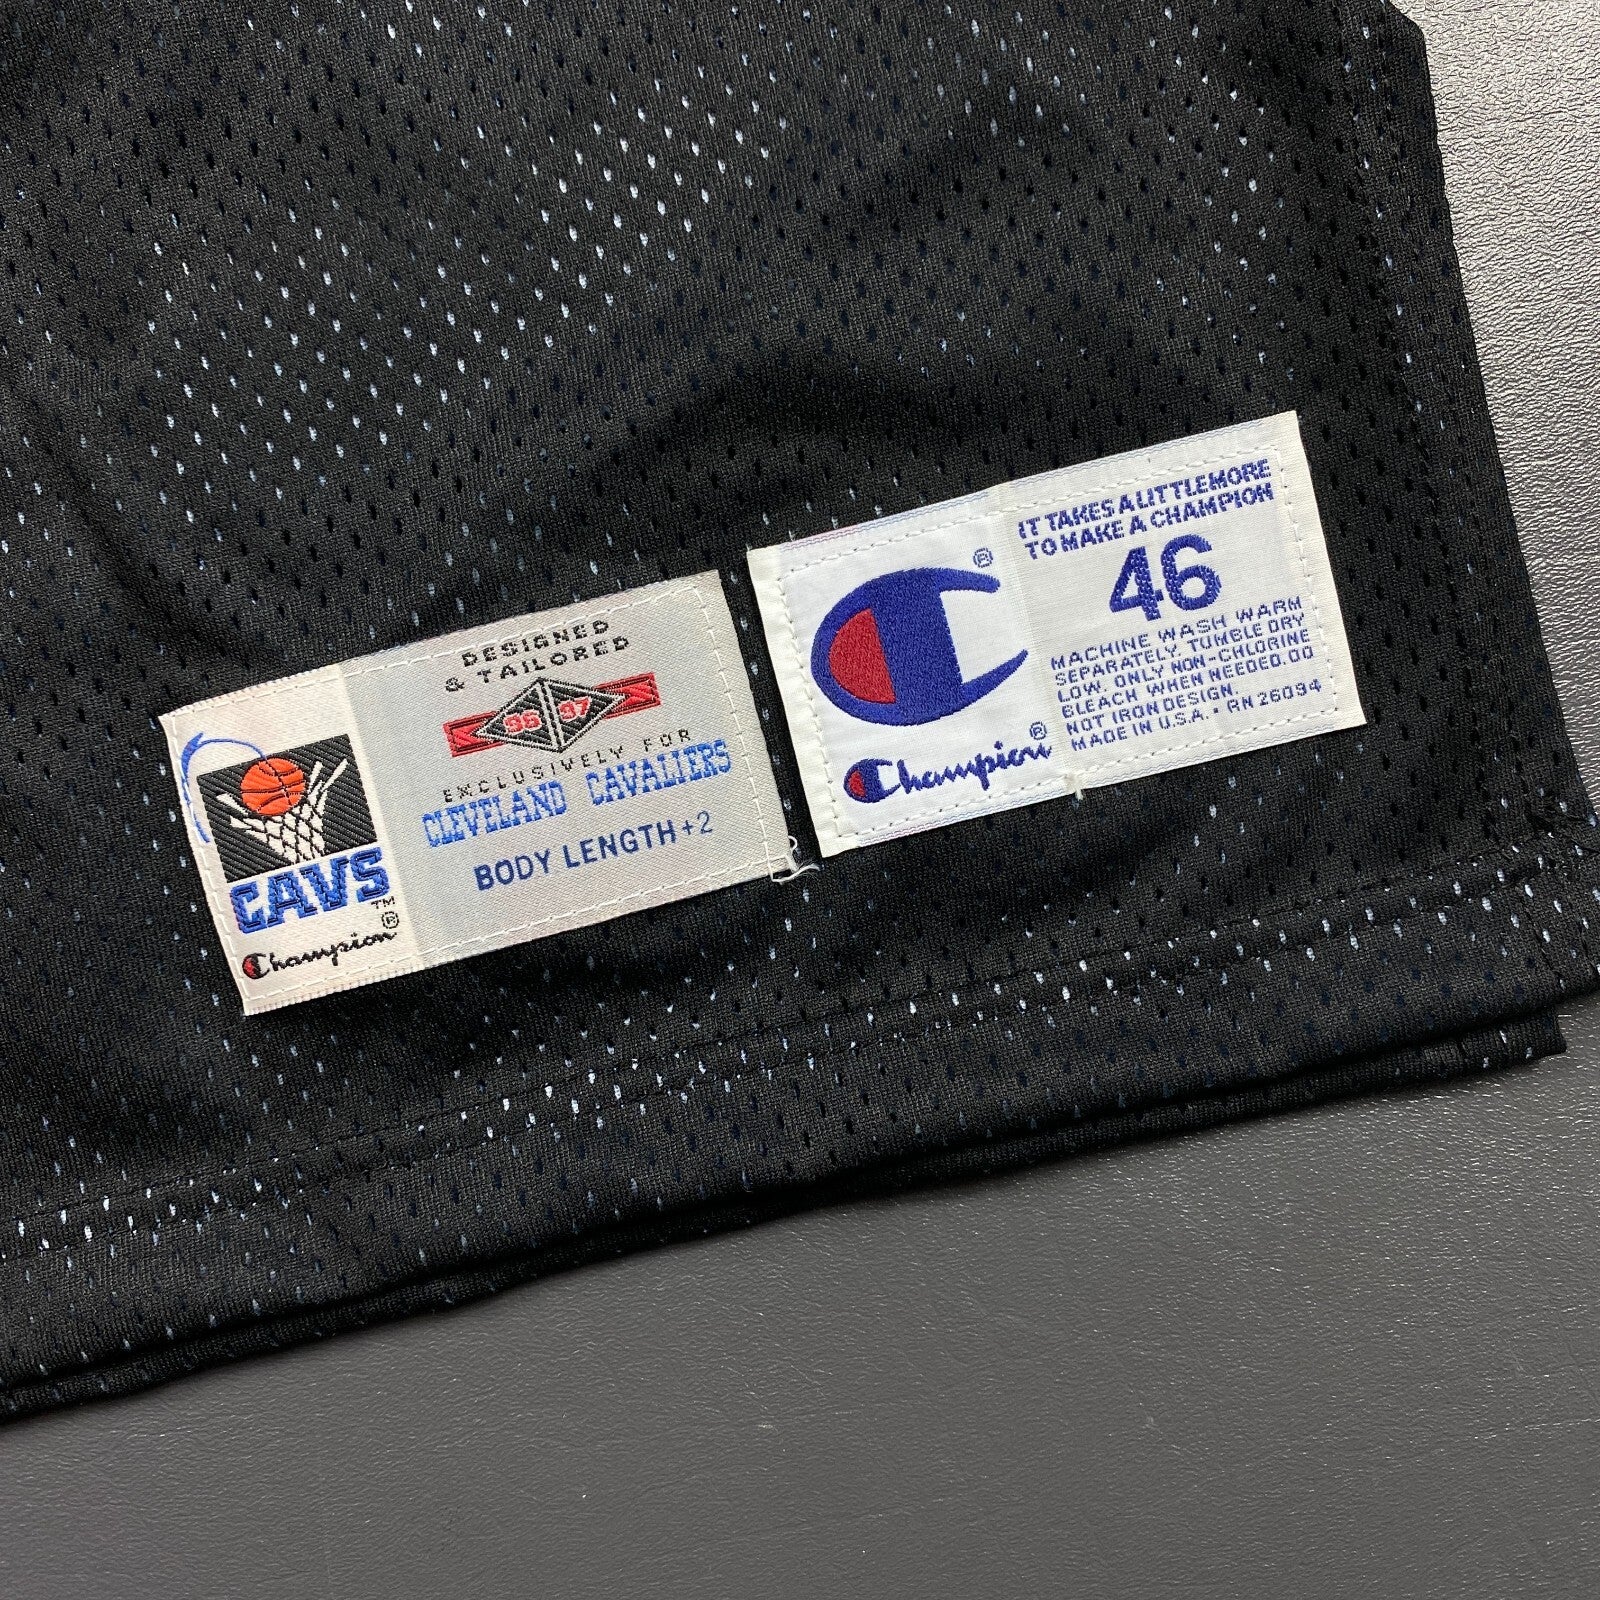 DESIGNED
& TAILORED
96 97
EXCLUSIVELY FOR
CLEVELAND CAVALIERS
BODY LENGTH +2
CAVS™
Champion®
®
Champion®
IT TAKES A LITTLE MORE
TO MAKE A CHAMPION
46
MACHINE WASH WARM
SEPARATELY. TUMBLE DRY
LOW. ONLY NON-CHLORINE
BLEACH WHEN NEEDED. DO
NOT IRON DESIGN.
MADE IN U.S.A. • RN 26094